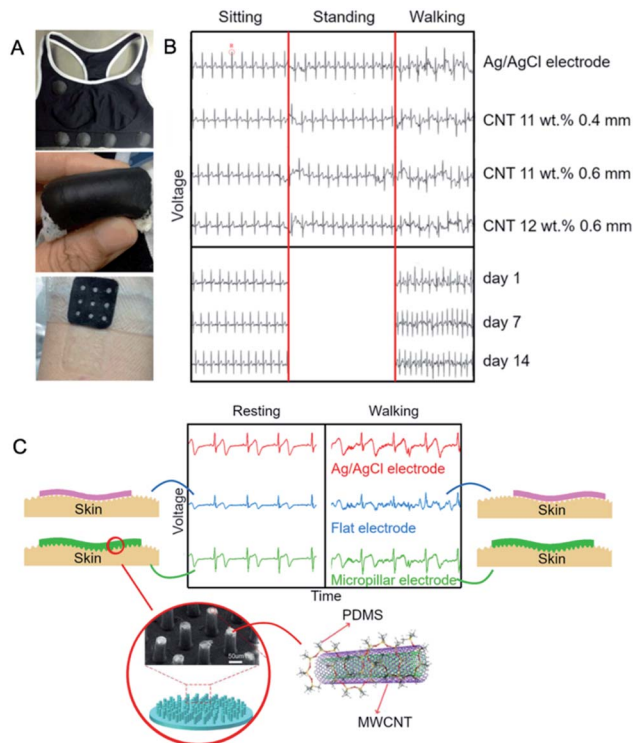 A
B
Sitting
Standing
Walking
Voltage
Ag/AgCl electrode
CNT 11 wt.% 0.4 mm
CNT 11 wt.% 0.6 mm
CNT 12 wt.% 0.6 mm
day 1
day 7
day 14
C
Resting
Walking
Voltage
Ag/AgCl electrode
Flat electrode
Micropillar electrode
Time
Skin
Skin
Skin
Skin
50um
PDMS
MWCNT